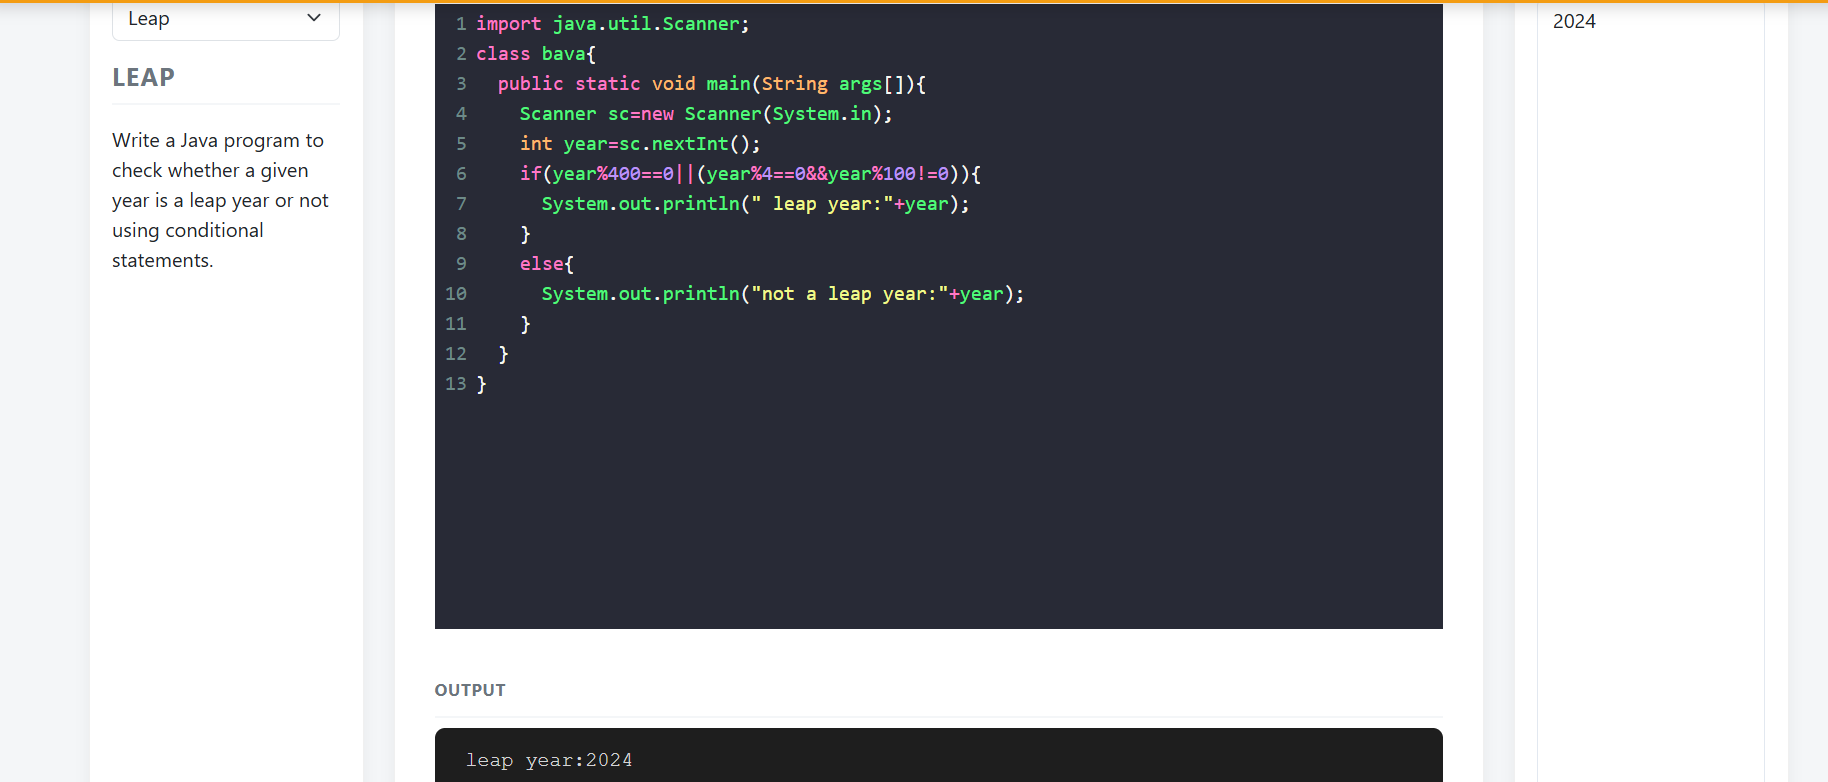 Leap
LEAP
Write a Java program to
check whether a given
year is a leap year or not
using conditional
statements.
1 import java.util.Scanner;
2 class bava{
3   public static void main(String args[]){
4     Scanner sc=new Scanner(System.in);
5     int year=sc.nextInt();
6     if(year%400==0||(year%4==0&&year%100!=0)){
7       System.out.println(" leap year:"+year);
8     }
9     else{
10       System.out.println("not a leap year:"+year);
11     }
12   }
13 }
OUTPUT
leap year:2024
2024